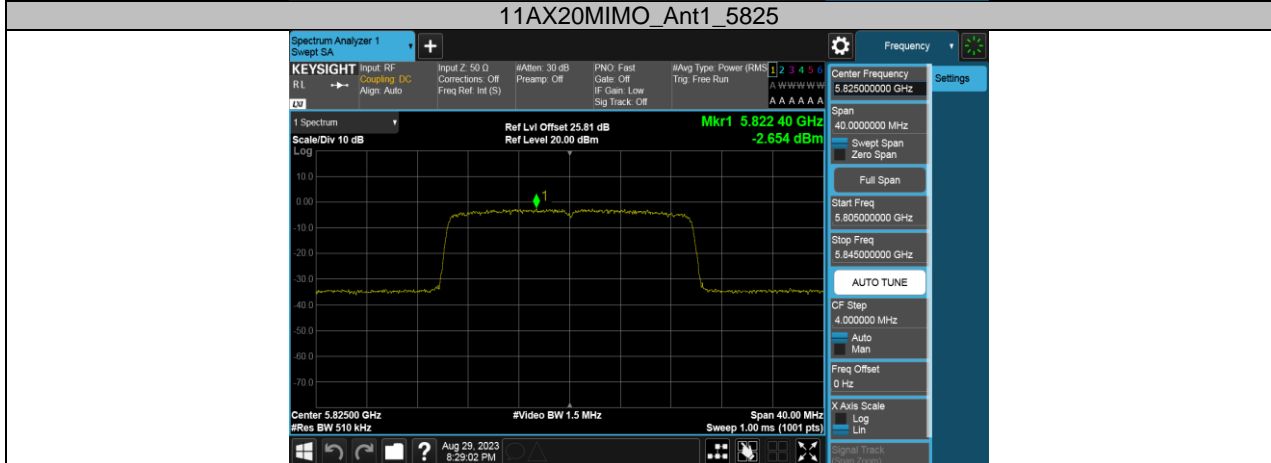 11AX20MIMO_Ant1_5825
Spectrum Analyzer 1
Swept SA
+
Frequency
KEYSIGHT
RL
Input: RF
Coupling: DC
Align: Auto
Input Z: 50 Ω
Corrections: Off
Freq Ref: Int (S)
#Atten: 30 dB
Preamp: Off
PNO: Fast
Gate: Off
IF Gain: Low
Sig Track: Off
#Avg Type: Power (RMS
Trig: Free Run
1 2 3 4 5 6
A W W W W W
A A A A A A
LXI
1 Spectrum
Scale/Div 10 dB
Log
Ref Lvl Offset 25.81 dB
Ref Level 20.00 dBm
Mkr1 5.822 40 GHz
-2.654 dBm
10.0
0.00
-10.0
-20.0
-30.0
-40.0
-50.0
-60.0
-70.0
1
Center 5.82500 GHz
#Res BW 510 kHz
#Video BW 1.5 MHz
Span 40.00 MHz
Sweep 1.00 ms (1001 pts)
?
Aug 29, 2023
8:29:02 PM
Center Frequency
5.825000000 GHz
Settings
Span
40.0000000 MHz
Swept Span
Zero Span
Full Span
Start Freq
5.805000000 GHz
Stop Freq
5.845000000 GHz
AUTO TUNE
CF Step
4.000000 MHz
Auto
Man
Freq Offset
0 Hz
X Axis Scale
Log
Lin
Signal Track
(Span Zoom)